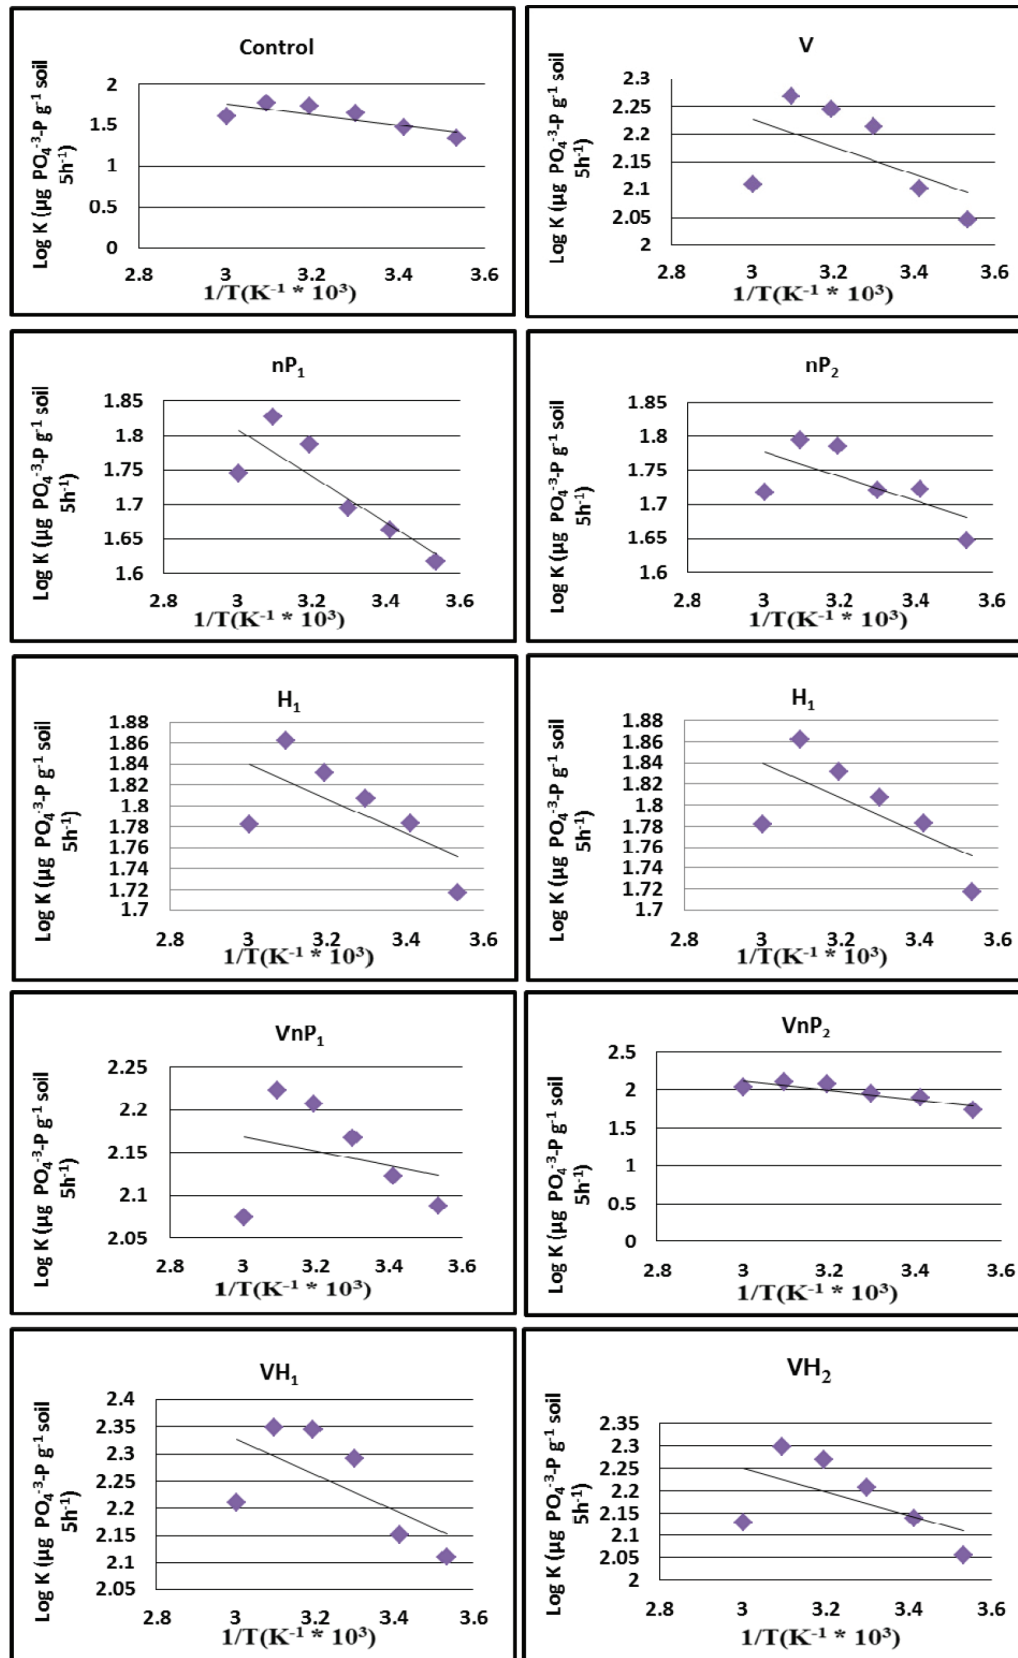 Control
Log K (µg PO₄⁻³-P g⁻¹ soil
5h⁻¹)
2
1.5
1
0.5
0
2.8 3 3.2 3.4 3.6
1/T(K⁻¹ * 10³)
V
Log K (µg PO₄⁻³-P g⁻¹ soil
5h⁻¹)
2.3
2.25
2.2
2.15
2.1
2.05
2
2.8 3 3.2 3.4 3.6
1/T(K⁻¹ * 10³)
nP₁
Log K (µg PO₄⁻³-P g⁻¹ soil
5h⁻¹)
1.85
1.8
1.75
1.7
1.65
1.6
2.8 3 3.2 3.4 3.6
1/T(K⁻¹ * 10³)
nP₂
Log K (µg PO₄⁻³-P g⁻¹ soil
5h⁻¹)
1.85
1.8
1.75
1.7
1.65
1.6
2.8 3 3.2 3.4 3.6
1/T(K⁻¹ * 10³)
H₁
Log K (µg PO₄⁻³-P g⁻¹ soil
5h⁻¹)
1.88
1.86
1.84
1.82
1.8
1.78
1.76
1.74
1.72
1.7
2.8 3 3.2 3.4 3.6
1/T(K⁻¹ * 10³)
H₁
Log K (µg PO₄⁻³-P g⁻¹ soil
5h⁻¹)
1.88
1.86
1.84
1.82
1.8
1.78
1.76
1.74
1.72
1.7
2.8 3 3.2 3.4 3.6
1/T(K⁻¹ * 10³)
VnP₁
Log K (µg PO₄⁻³-P g⁻¹ soil
5h⁻¹)
2.25
2.2
2.15
2.1
2.05
2.8 3 3.2 3.4 3.6
1/T(K⁻¹ * 10³)
VnP₂
Log K (µg PO₄⁻³-P g⁻¹ soil
5h⁻¹)
2.5
2
1.5
1
0.5
0
2.8 3 3.2 3.4 3.6
1/T(K⁻¹ * 10³)
VH₁
Log K (µg PO₄⁻³-P g⁻¹ soil
5h⁻¹)
2.4
2.35
2.3
2.25
2.2
2.15
2.1
2.05
2.8 3 3.2 3.4 3.6
1/T(K⁻¹ * 10³)
VH₂
Log K (µg PO₄⁻³-P g⁻¹ soil
5h⁻¹)
2.35
2.3
2.25
2.2
2.15
2.1
2.05
2
2.8 3 3.2 3.4 3.6
1/T(K⁻¹ * 10³)